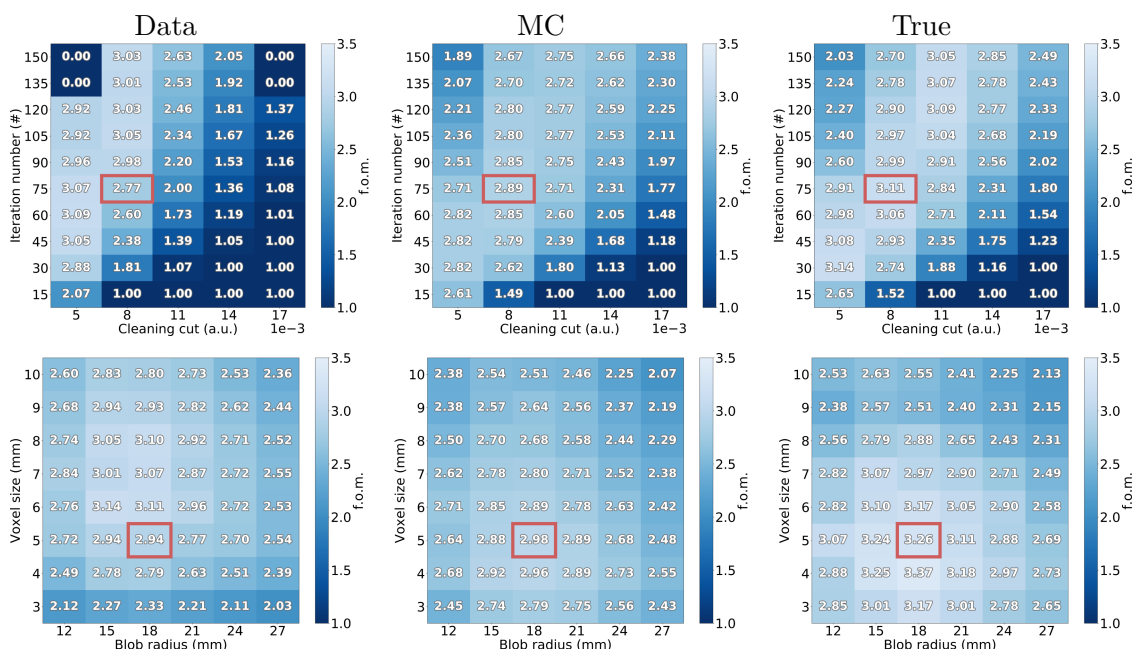 Data MC True
150 0.00 3.03 2.63 2.05 0.00 3.5 150 1.89 2.67 2.75 2.66 2.38 3.5 150 2.03 2.70 3.05 2.85 2.49 3.5
135 0.00 3.01 2.53 1.92 0.00 135 2.07 2.70 2.72 2.62 2.30 135 2.24 2.78 3.07 2.78 2.43
120 2.92 3.03 2.46 1.81 1.37 3.0 120 2.21 2.80 2.77 2.59 2.25 3.0 120 2.27 2.90 3.09 2.77 2.33 3.0
105 2.92 3.05 2.34 1.67 1.26 105 2.36 2.80 2.77 2.53 2.11 105 2.40 2.97 3.04 2.68 2.19
90 2.96 2.98 2.20 1.53 1.16 2.5 90 2.51 2.85 2.75 2.43 1.97 2.5 90 2.60 2.99 2.91 2.56 2.02 2.5
75 3.07 2.77 2.00 1.36 1.08 75 2.71 2.89 2.71 2.31 1.77 75 2.91 3.11 2.84 2.31 1.80
60 3.09 2.60 1.73 1.19 1.01 2.0 60 2.82 2.85 2.60 2.05 1.48 2.0 60 2.98 3.06 2.71 2.11 1.54 2.0
45 3.05 2.38 1.39 1.05 1.00 45 2.82 2.79 2.39 1.68 1.18 45 3.08 2.93 2.35 1.75 1.23
30 2.88 1.81 1.07 1.00 1.00 1.5 30 2.82 2.62 1.80 1.13 1.00 1.5 30 3.14 2.74 1.88 1.16 1.00 1.5
15 2.07 1.00 1.00 1.00 1.00 1.0 15 2.61 1.49 1.00 1.00 1.00 1.0 15 2.65 1.52 1.00 1.00 1.00 1.0
Iteration number (#) f.o.m. Iteration number (#) f.o.m. Iteration number (#) f.o.m.
5 8 11 14 17 5 8 11 14 17 5 8 11 14 17
Cleaning cut (a.u.) 1e−3 Cleaning cut (a.u.) 1e−3 Cleaning cut (a.u.) 1e−3
10 2.60 2.83 2.80 2.73 2.53 2.36 3.5 10 2.38 2.54 2.51 2.46 2.25 2.07 3.5 10 2.53 2.63 2.55 2.41 2.25 2.13 3.5
9 2.68 2.94 2.93 2.82 2.62 2.44 3.0 9 2.38 2.57 2.64 2.56 2.37 2.19 3.0 9 2.38 2.57 2.51 2.40 2.31 2.15 3.0
8 2.74 3.05 3.10 2.92 2.71 2.52 8 2.50 2.70 2.68 2.58 2.44 2.29 8 2.56 2.79 2.88 2.65 2.43 2.31
7 2.84 3.01 3.07 2.87 2.72 2.55 2.5 7 2.62 2.78 2.80 2.71 2.52 2.38 2.5 7 2.82 3.07 2.97 2.90 2.71 2.49 2.5
6 2.76 3.14 3.11 2.96 2.72 2.53 6 2.71 2.85 2.89 2.78 2.63 2.42 6 2.82 3.10 3.17 3.05 2.90 2.58
5 2.72 2.94 2.94 2.77 2.70 2.54 2.0 5 2.64 2.88 2.98 2.89 2.68 2.48 2.0 5 3.07 3.24 3.26 3.11 2.88 2.69 2.0
4 2.49 2.78 2.79 2.63 2.51 2.39 1.5 4 2.68 2.92 2.96 2.89 2.73 2.55 1.5 4 2.88 3.25 3.37 3.18 2.97 2.73 1.5
3 2.12 2.27 2.33 2.21 2.11 2.03 1.0 3 2.45 2.74 2.79 2.75 2.56 2.43 1.0 3 2.85 3.01 3.17 3.01 2.78 2.65 1.0
Voxel size (mm) f.o.m. Voxel size (mm) f.o.m. Voxel size (mm) f.o.m.
12 15 18 21 24 27 12 15 18 21 24 27 12 15 18 21 24 27
Blob radius (mm) Blob radius (mm) Blob radius (mm)